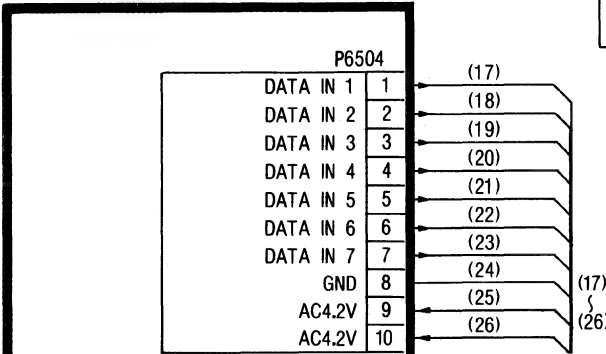 P6504
DATA IN 1 1 (17)
DATA IN 2 2 (18)
DATA IN 3 3 (19)
DATA IN 4 4 (20)
DATA IN 5 5 (21)
DATA IN 6 6 (22)
DATA IN 7 7 (23)
GND 8 (24)
AC4.2V 9 (25)
AC4.2V 10 (26)
(17)
~
(26)